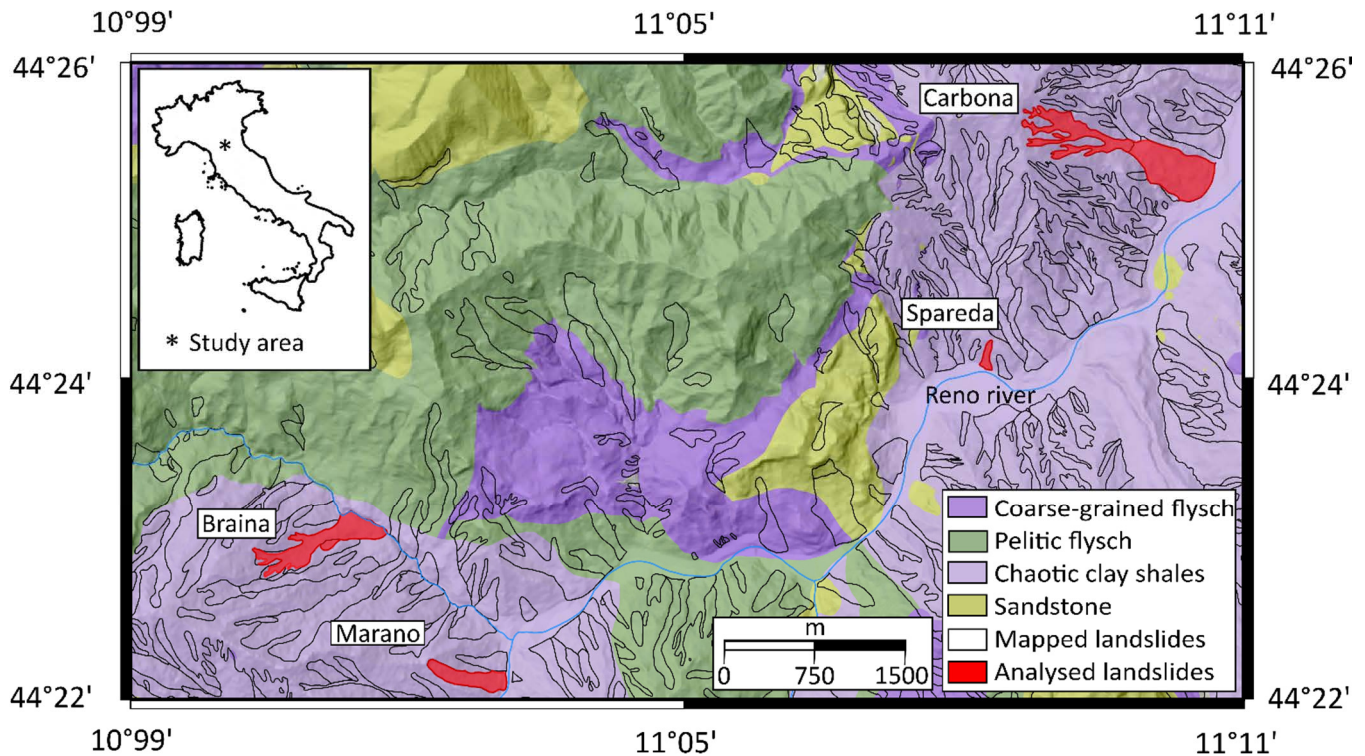 10°99' 11°05' 11°11'
44°26' 44°26'
Carbona
* Study area
Spareda
44°24' 44°24'
Reno river
Braina
Coarse-grained flysch
Pelitic flysch
Chaotic clay shales
Sandstone
Mapped landslides
Analysed landslides
Marano
m
0 750 1500
44°22' 44°22'
10°99' 11°05' 11°11'